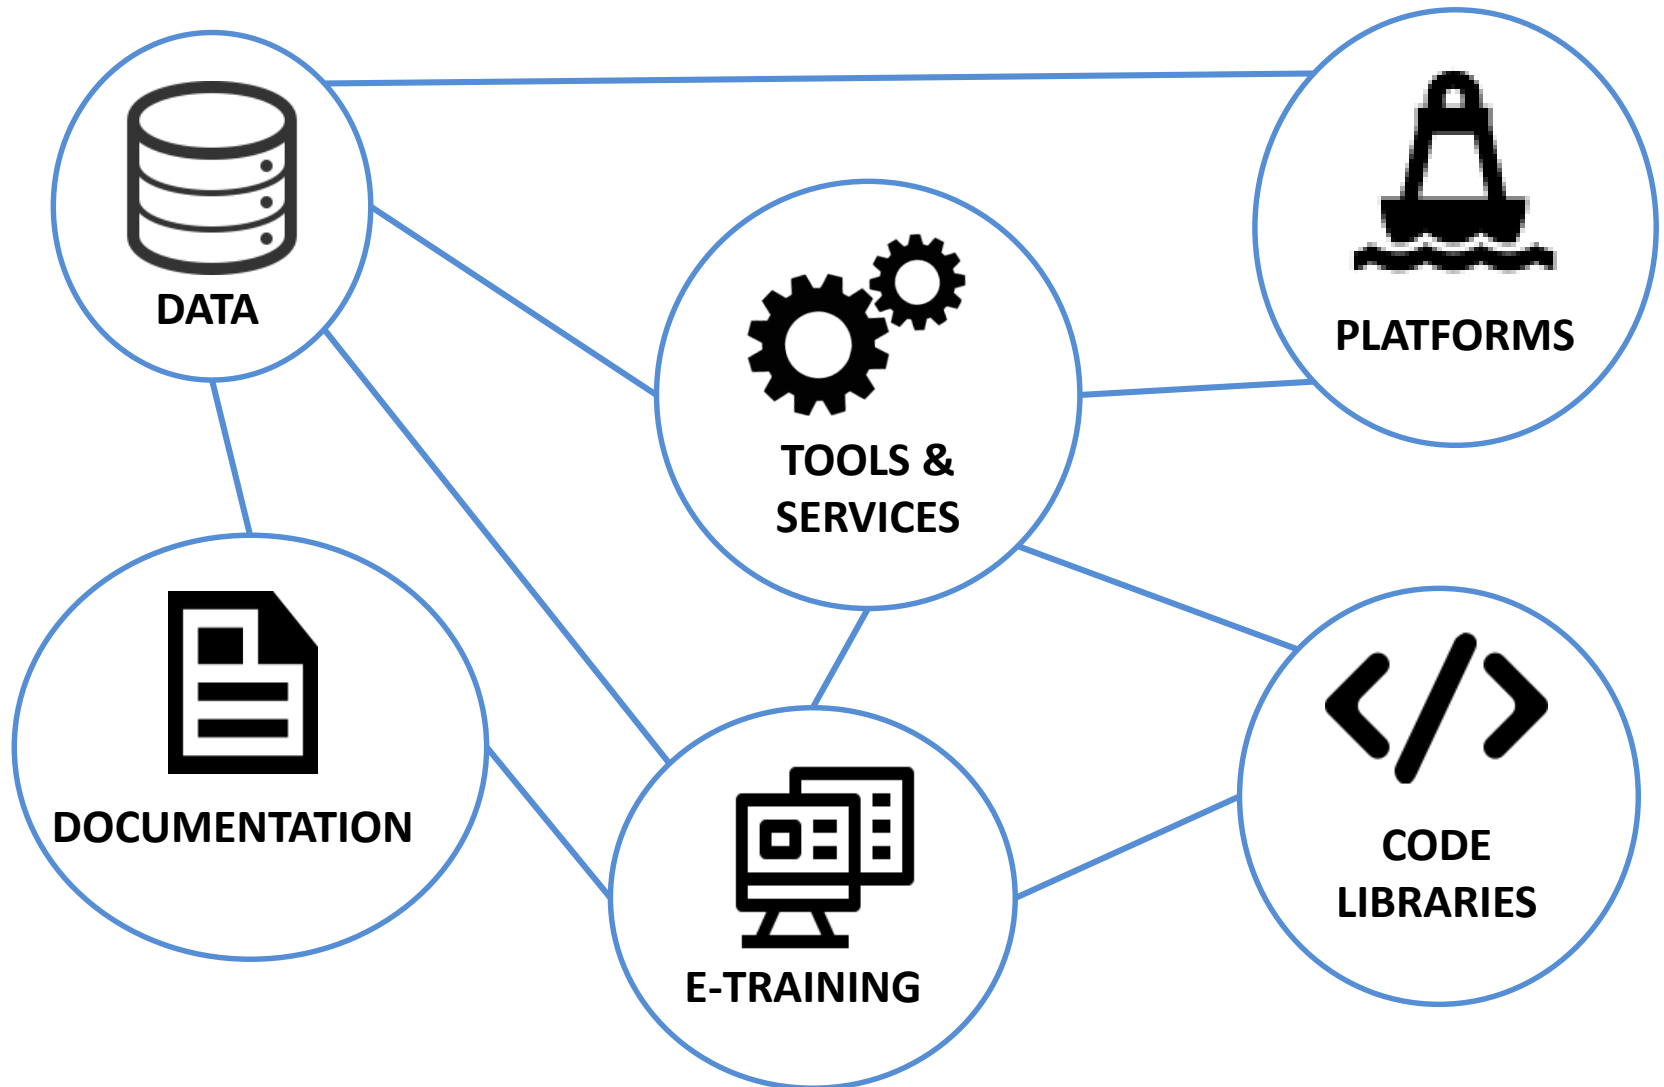 DATA
PLATFORMS
TOOLS &
SERVICES
DOCUMENTATION
CODE
LIBRARIES
E-TRAINING